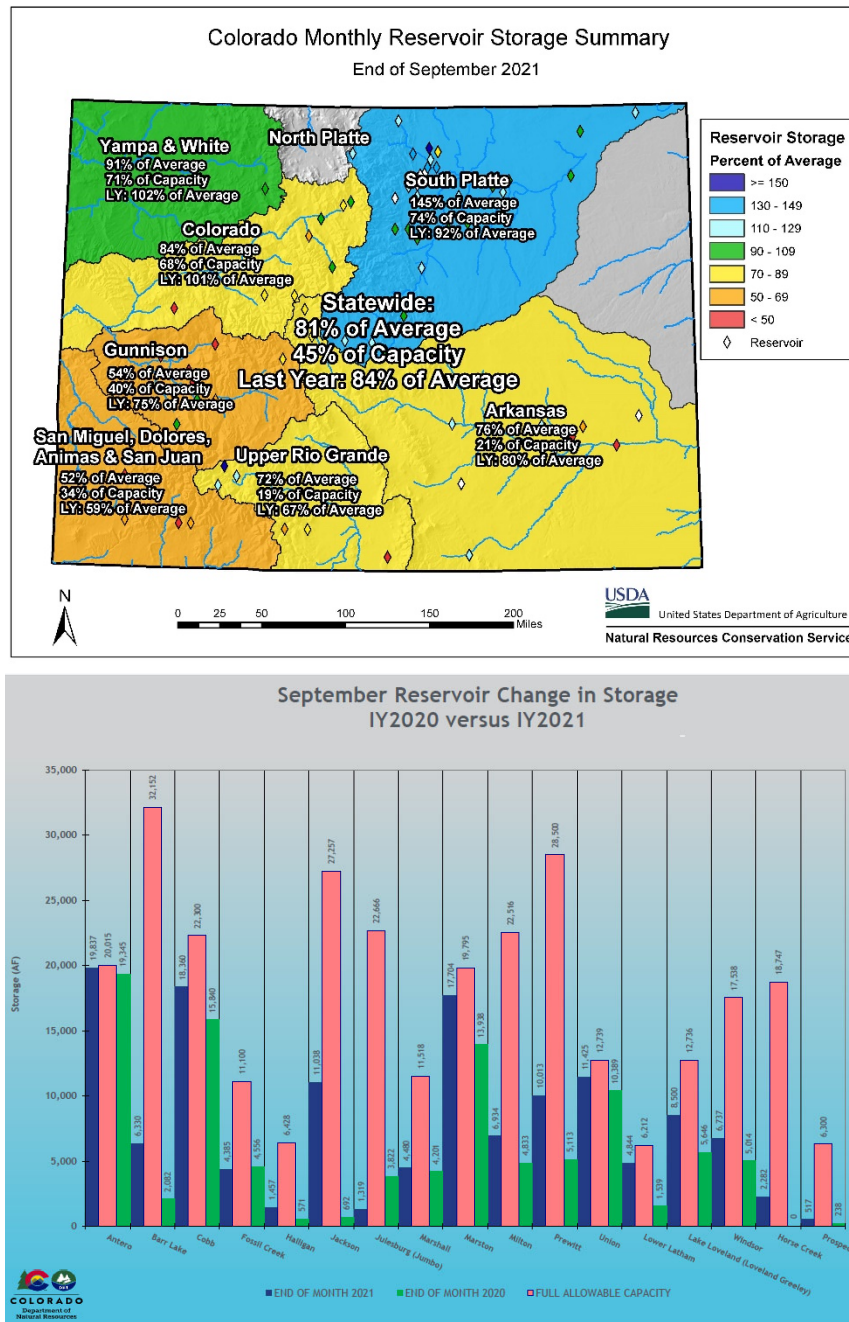 Colorado Monthly Reservoir Storage Summary
End of September 2021
North Platte
Yampa & White
91% of Average
71% of Capacity
LY: 102% of Average
South Platte
145% of Average
74% of Capacity
LY: 92% of Average
Colorado
84% of Average
68% of Capacity
LY: 101% of Average
Statewide:
81% of Average
45% of Capacity
Last Year: 84% of Average
Gunnison
54% of Average
40% of Capacity
LY: 75% of Average
Arkansas
76% of Average
21% of Capacity
LY: 80% of Average
San Miguel, Dolores,
Animas & San Juan
52% of Average
34% of Capacity
LY: 59% of Average
Upper Rio Grande
72% of Average
19% of Capacity
LY: 67% of Average
Reservoir Storage
Percent of Average
>= 150
130 - 149
110 - 129
90 - 109
70 - 89
50 - 69
< 50
Reservoir
N
0 25 50 100 150 200
Miles
USDA
United States Department of Agriculture
Natural Resources Conservation Service
September Reservoir Change in Storage
IY2020 versus IY2021
Storage (AF)
35,000
30,000
25,000
20,000
15,000
10,000
5,000
0
19,837 20,015 19,345
6,330 32,152 2,082
18,360 22,300 15,840
4,385 11,100 4,556
1,457 6,428 571
11,038 27,257 692
1,319 22,666 3,822
4,480 11,518 4,201
17,704 19,795 13,938
6,934 22,516 4,833
10,013 28,500 5,113
11,425 12,739 10,389
4,844 6,212 1,539
8,500 12,736 5,646
6,737 17,538 5,014
2,282 18,747 0
517 6,300 238
Antero
Barr Lake
Cobb
Fossil Creek
Halligan
Jackson
Julesburg (Jumbo)
Marshall
Marston
Milton
Prewitt
Union
Lower Latham
Lake Loveland (Loveland Greeley)
Windsor
Horse Creek
Prospect
END OF MONTH 2021 END OF MONTH 2020 FULL ALLOWABLE CAPACITY
COLORADO
Department of
Natural Resources